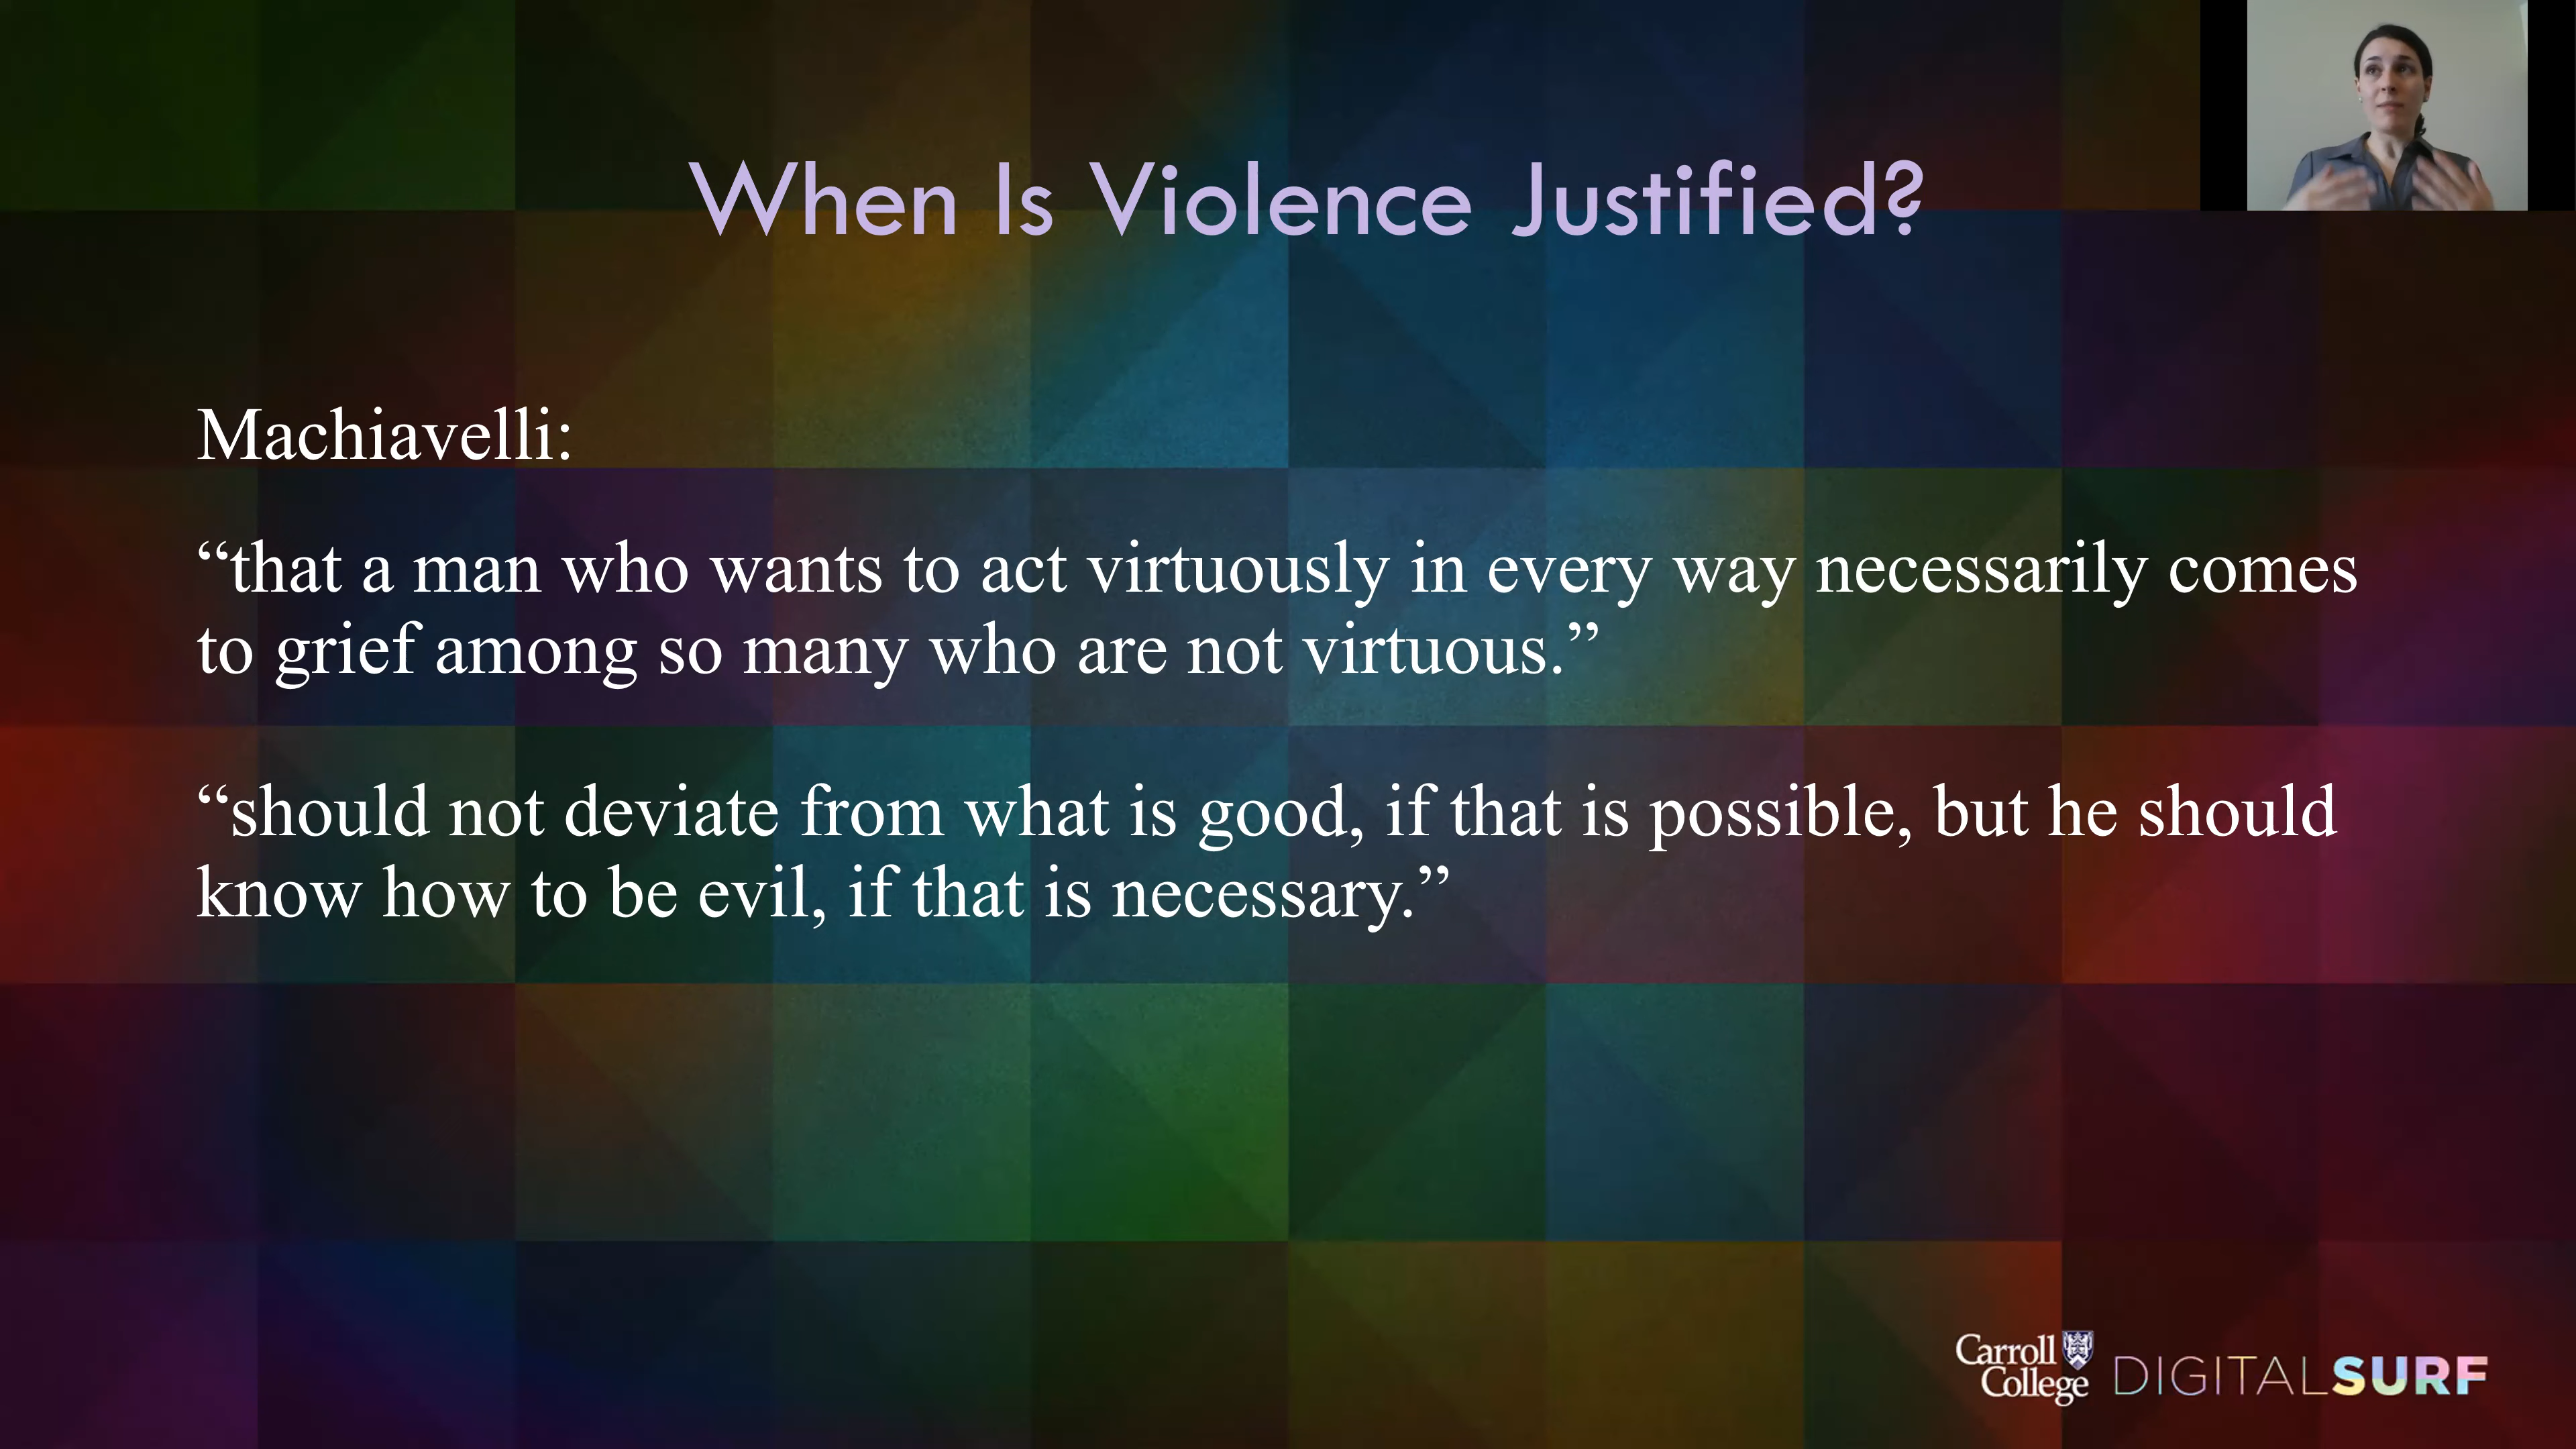 When Is Violence Justified?
Machiavelli:
“that a man who wants to act virtuously in every way necessarily comes
to grief among so many who are not virtuous.”
“should not deviate from what is good, if that is possible, but he should
know how to be evil, if that is necessary.”
Carroll
College
DIGITALSURF